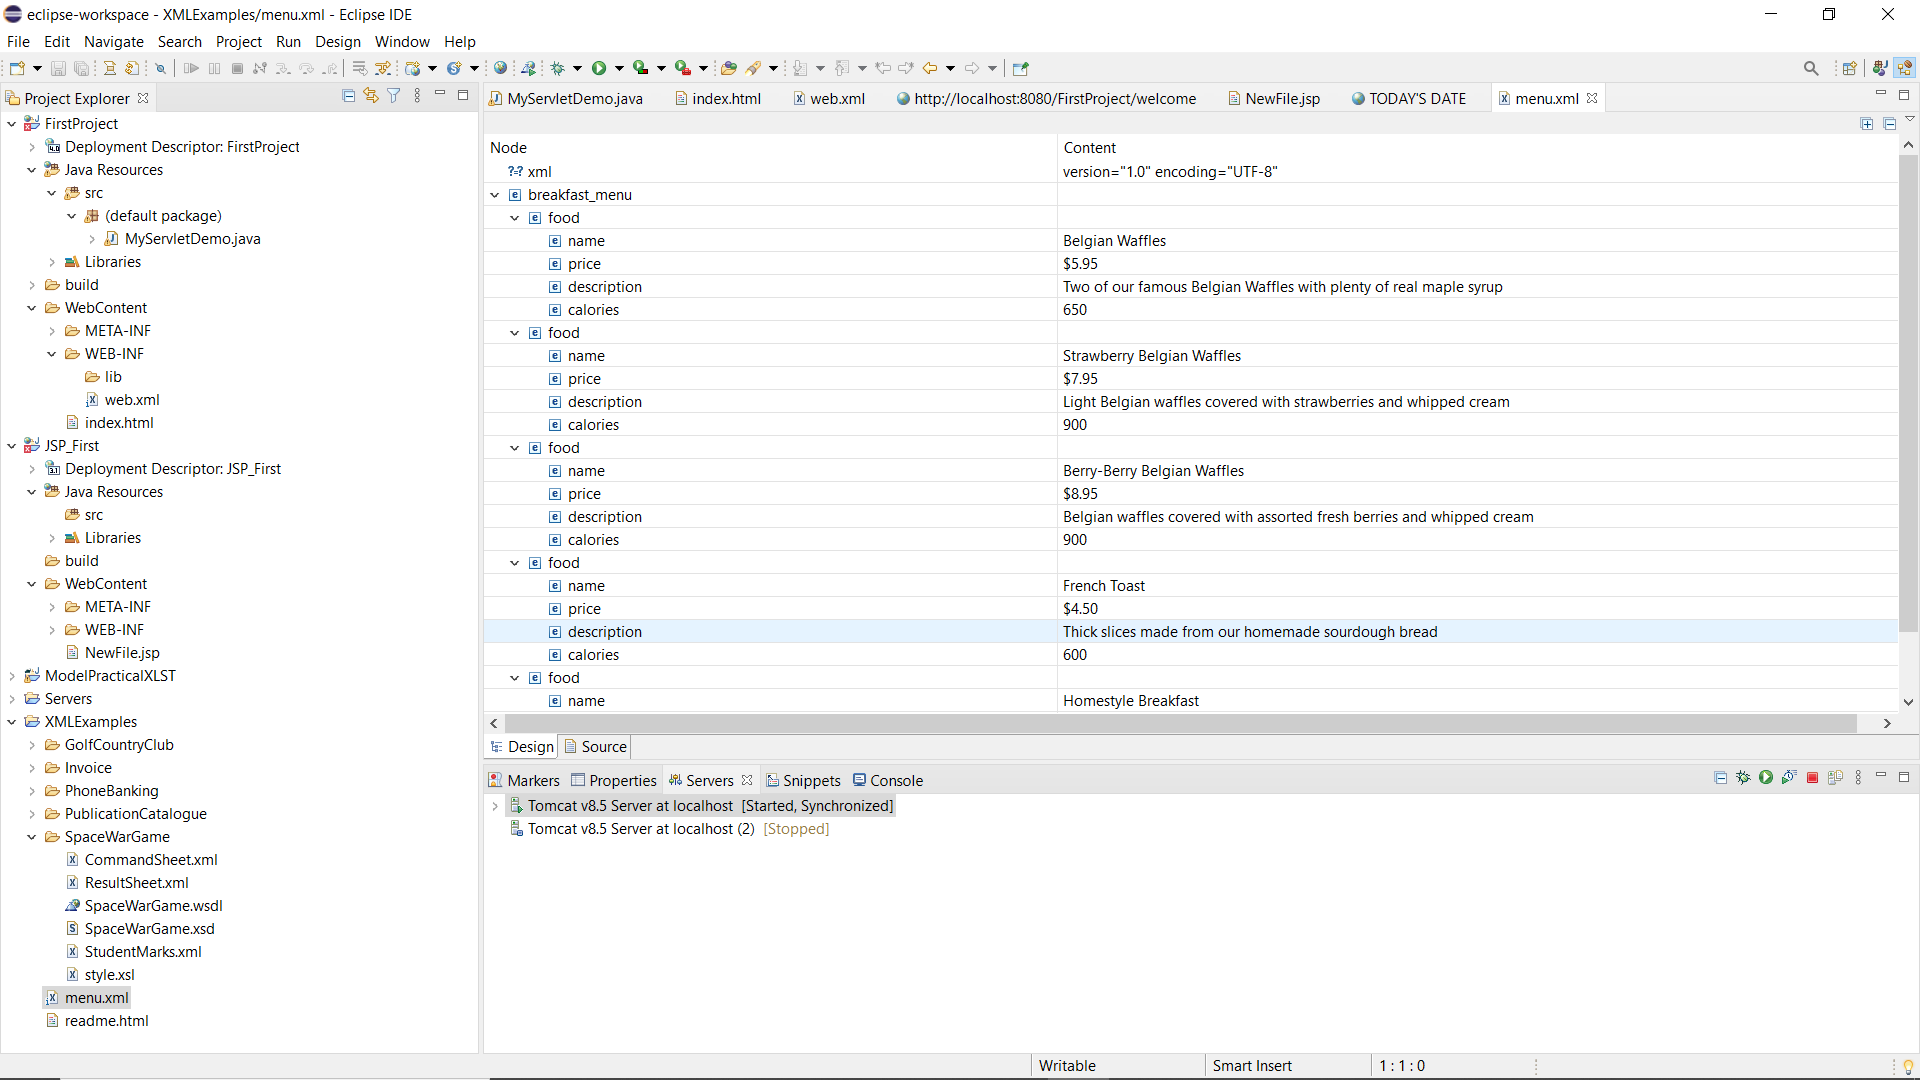 eclipse-workspace - XMLExamples/menu.xml - Eclipse IDE
File Edit Navigate Search Project Run Design Window Help
Project Explorer
FirstProject
Deployment Descriptor: FirstProject
Java Resources
src
(default package)
MyServletDemo.java
Libraries
build
WebContent
META-INF
WEB-INF
lib
web.xml
index.html
JSP_First
Deployment Descriptor: JSP_First
Java Resources
src
Libraries
build
WebContent
META-INF
WEB-INF
NewFile.jsp
ModelPracticalXLST
Servers
XMLExamples
GolfCountryClub
Invoice
PhoneBanking
PublicationCatalogue
SpaceWarGame
CommandSheet.xml
ResultSheet.xml
SpaceWarGame.wsdl
SpaceWarGame.xsd
StudentMarks.xml
style.xsl
menu.xml
readme.html
MyServletDemo.java index.html web.xml http://localhost:8080/FirstProject/welcome NewFile.jsp TODAY'S DATE menu.xml
Node Content
?=? xml version="1.0" encoding="UTF-8"
breakfast_menu
food
name Belgian Waffles
price $5.95
description Two of our famous Belgian Waffles with plenty of real maple syrup
calories 650
food
name Strawberry Belgian Waffles
price $7.95
description Light Belgian waffles covered with strawberries and whipped cream
calories 900
food
name Berry-Berry Belgian Waffles
price $8.95
description Belgian waffles covered with assorted fresh berries and whipped cream
calories 900
food
name French Toast
price $4.50
description Thick slices made from our homemade sourdough bread
calories 600
food
name Homestyle Breakfast
Design Source
Markers Properties Servers Snippets Console
Tomcat v8.5 Server at localhost [Started, Synchronized]
Tomcat v8.5 Server at localhost (2) [Stopped]
Writable Smart Insert 1 : 1 : 0